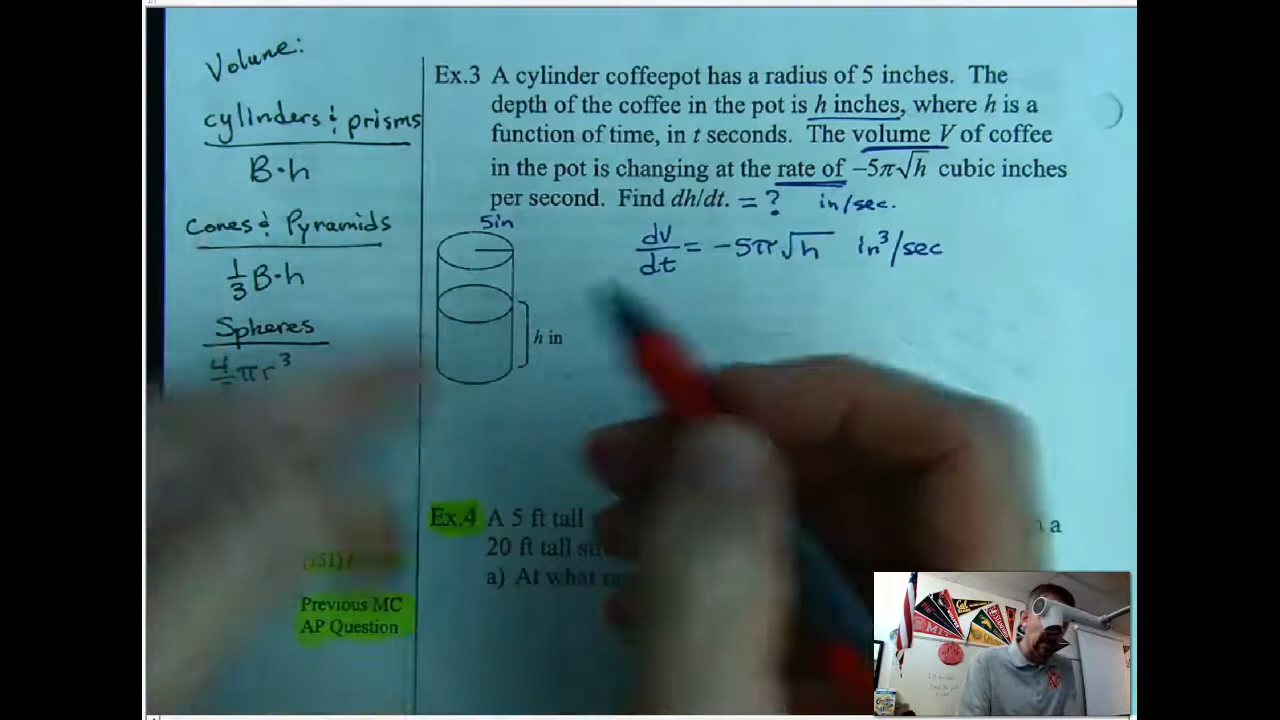 Volume:
cylinders & prisms
B·h
Cones & Pyramids
1/3 B·h
Spheres
4/ πr³
(351)
Previous MC
AP Question
Ex.3 A cylinder coffeepot has a radius of 5 inches. The
depth of the coffee in the pot is h inches, where h is a
function of time, in t seconds. The volume V of coffee
in the pot is changing at the rate of −5π√h cubic inches
per second. Find dh/dt. = ? in/sec.
5in
dV/dt = -5π√h in³/sec
h in
Ex.4 A 5 ft tall
a
20 ft tall
a) At what
MIT